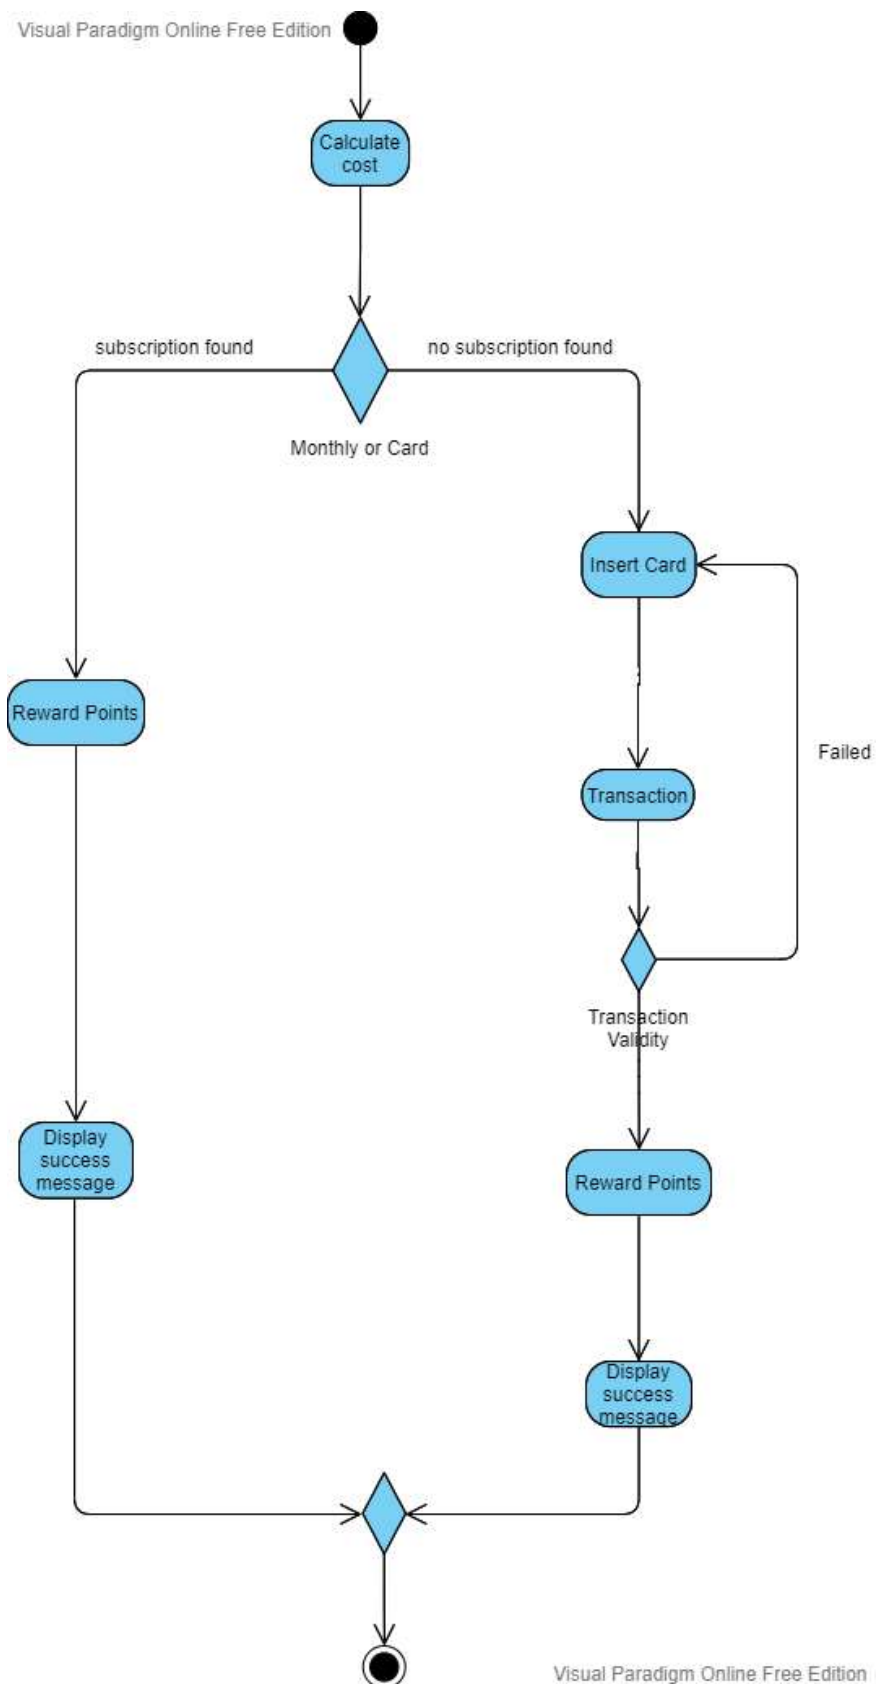 Visual Paradigm Online Free Edition
Calculate
cost
subscription found
no subscription found
Monthly or Card
Insert Card
Reward Points
Failed
Transaction
Transaction
Validity
Display
success
message
Reward Points
Display
success
message
Visual Paradigm Online Free Edition